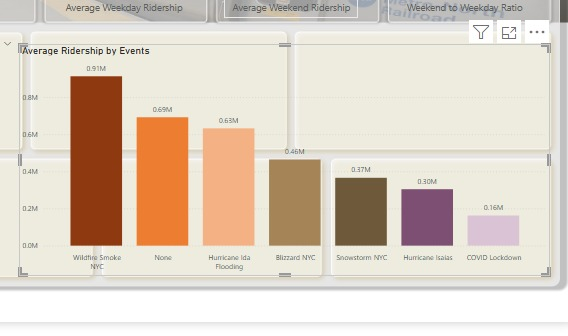 Average Weekday Ridership
Average Weekend Ridership
Weekend to Weekday Ratio
North
Railroad
Average Ridership by Events
0.91M
0.8M
0.69M
0.6M
0.63M
0.46M
0.4M
0.37M
0.30M
0.2M
0.16M
0.0M
Wildfire Smoke
NYC
None
Hurricane Ida
Flooding
Blizzard NYC
Snowstorm NYC
Hurricane Isaias
COVID Lockdown